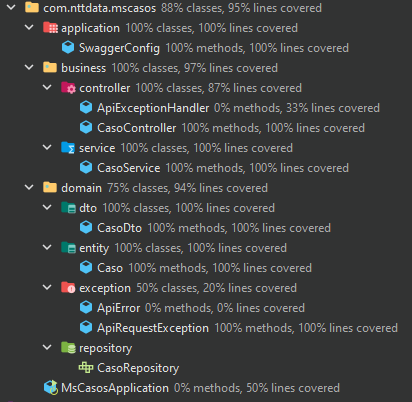 com.nttdata.mscasos 88% classes, 95% lines covered
application 100% classes, 100% lines covered
SwaggerConfig 100% methods, 100% lines covered
business 100% classes, 97% lines covered
controller 100% classes, 87% lines covered
ApiExceptionHandler 0% methods, 33% lines covered
CasoController 100% methods, 100% lines covered
service 100% classes, 100% lines covered
CasoService 100% methods, 100% lines covered
domain 75% classes, 94% lines covered
dto 100% classes, 100% lines covered
CasoDto 100% methods, 100% lines covered
entity 100% classes, 100% lines covered
Caso 100% methods, 100% lines covered
exception 50% classes, 20% lines covered
ApiError 0% methods, 0% lines covered
ApiRequestException 100% methods, 100% lines covered
repository
CasoRepository
MsCasosApplication 0% methods, 50% lines covered